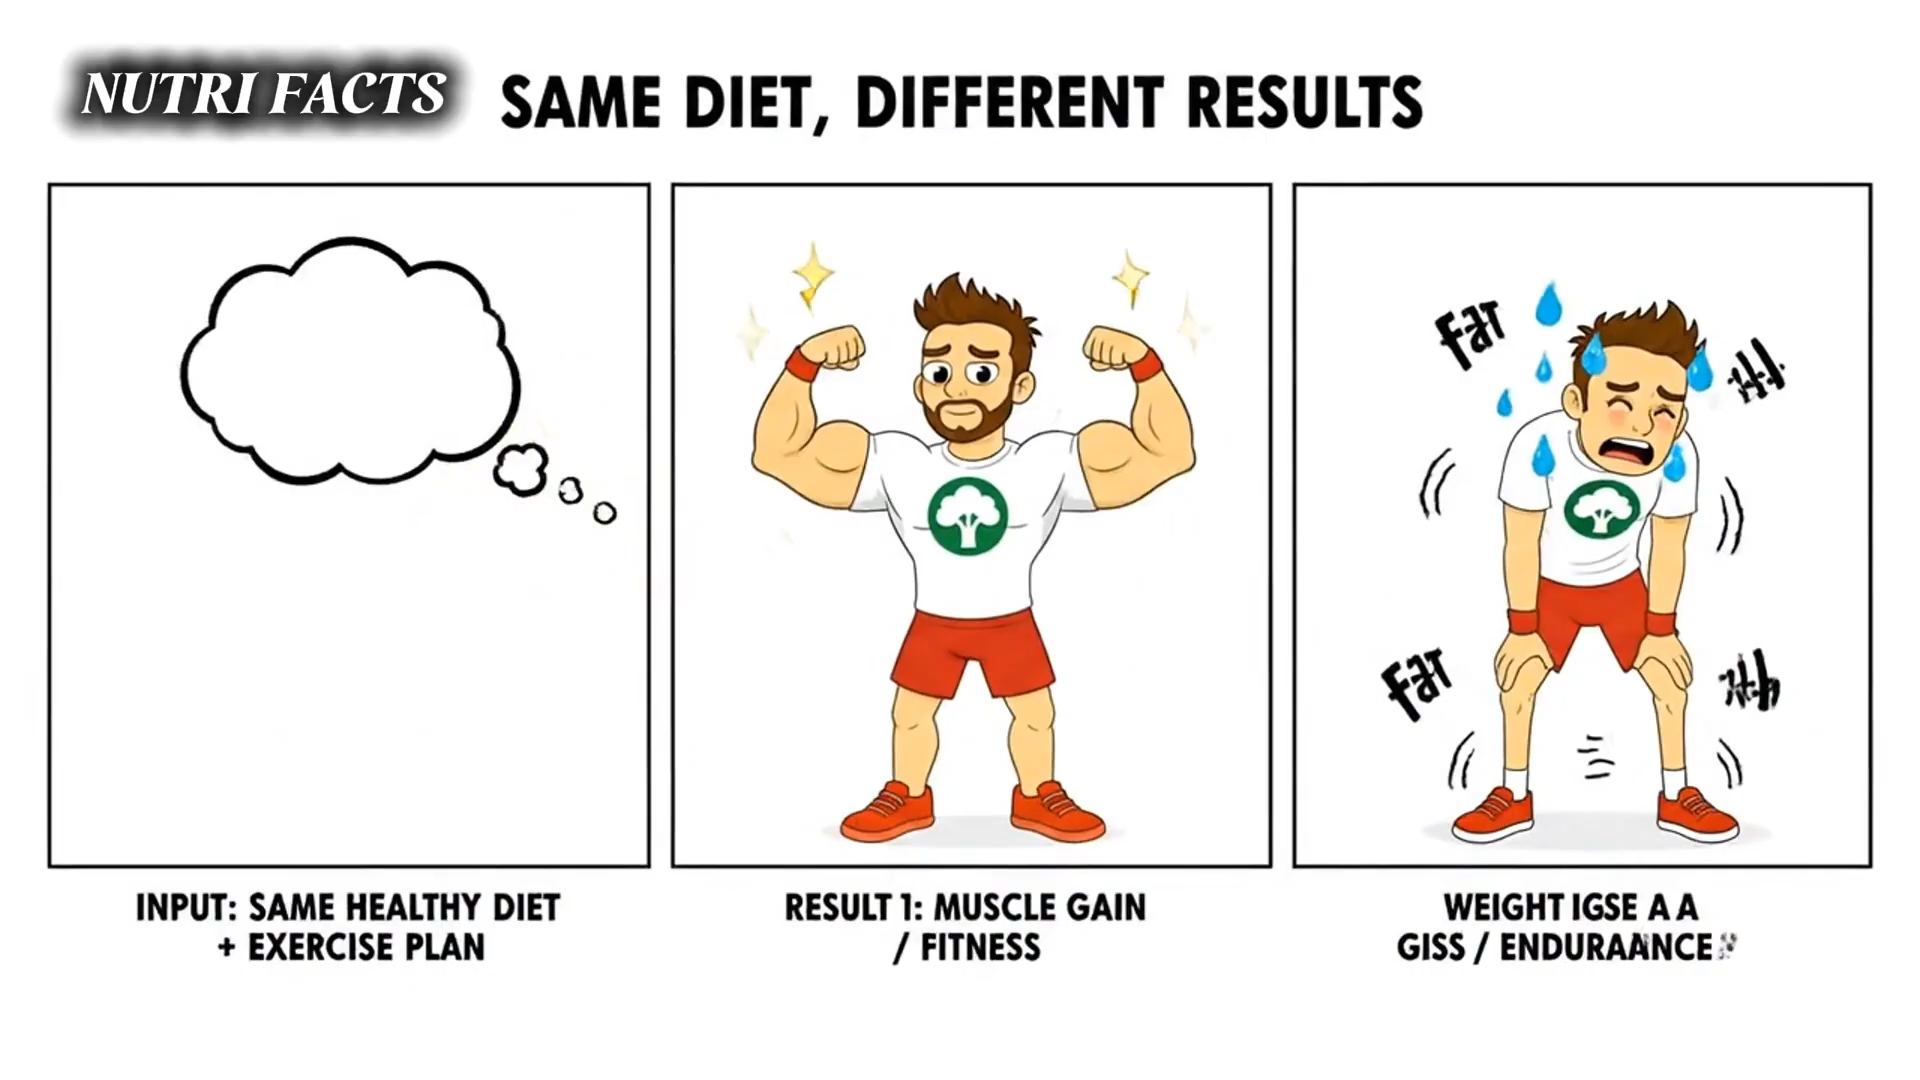 NUTRI FACTS
SAME DIET, DIFFERENT RESULTS
Fat
Fat
INPUT: SAME HEALTHY DIET
+ EXERCISE PLAN
RESULT 1: MUSCLE GAIN
/ FITNESS
WEIGHT IGSE A A
GISS / ENDURAANCE